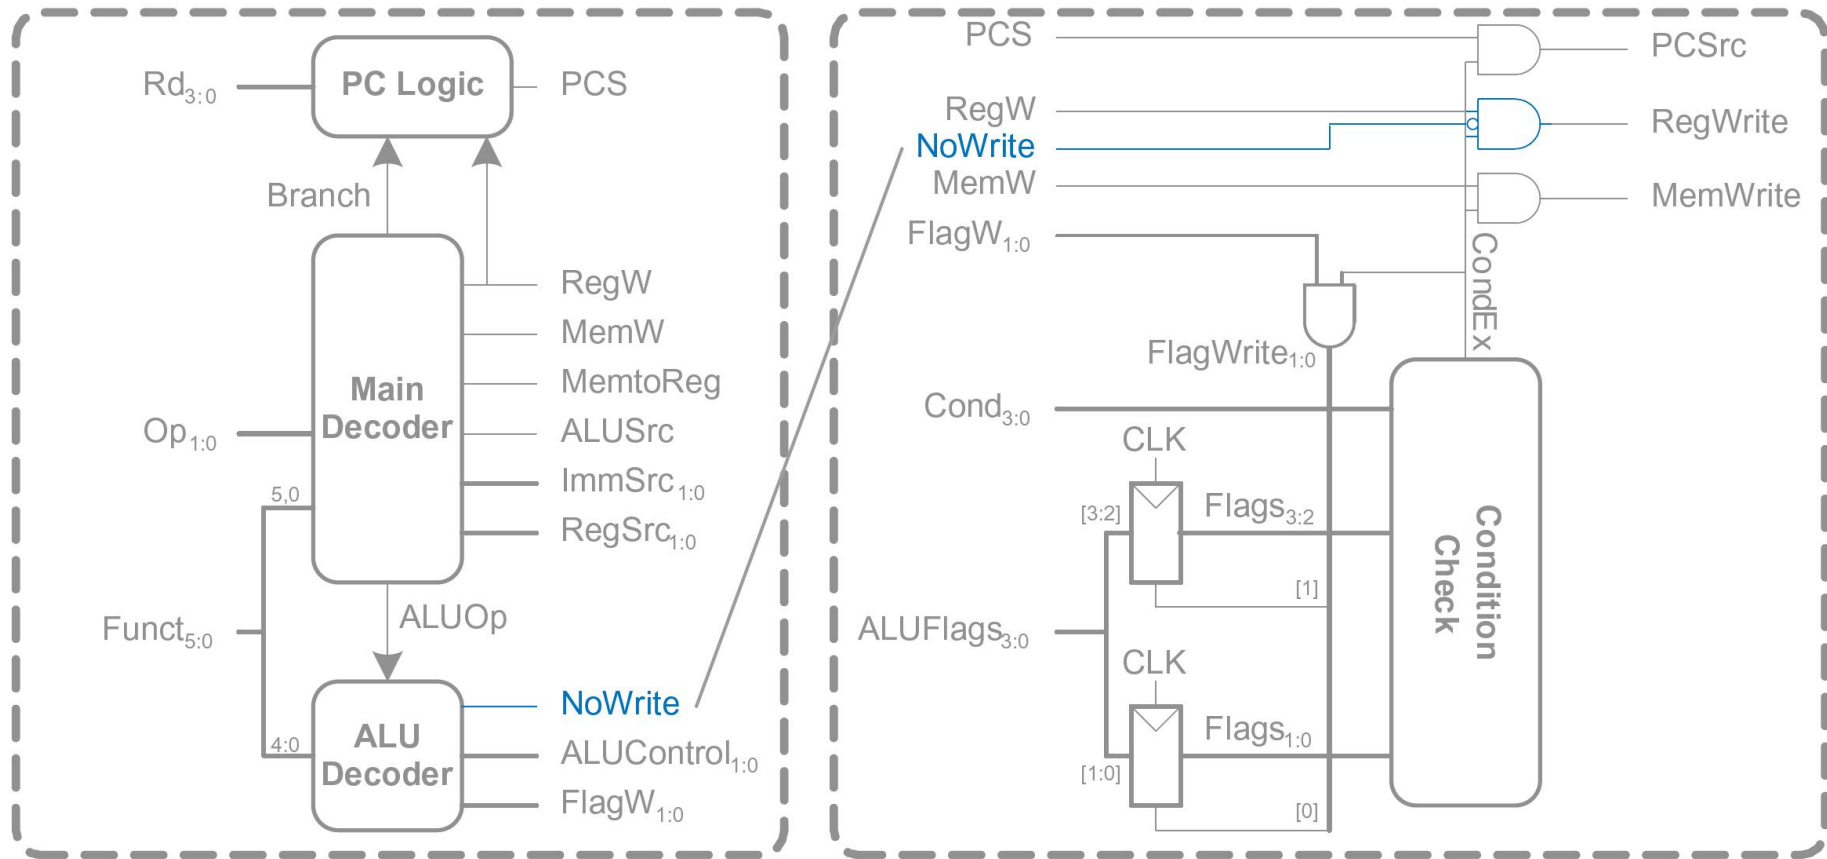 Rd3:0
PC Logic
PCS
Branch
RegW
MemW
MemtoReg
Main
Decoder
ALUSrc
Op1:0
ImmSrc1:0
5,0
RegSrc1:0
ALUOp
Funct5:0
NoWrite
4:0
ALU
Decoder
ALUControl1:0
FlagW1:0
PCS
PCSrc
RegW
RegWrite
NoWrite
MemW
MemWrite
FlagW1:0
CondEx
FlagWrite1:0
Cond3:0
CLK
[3:2]
Flags3:2
Condition
Check
[1]
ALUFlags3:0
CLK
Flags1:0
[1:0]
[0]